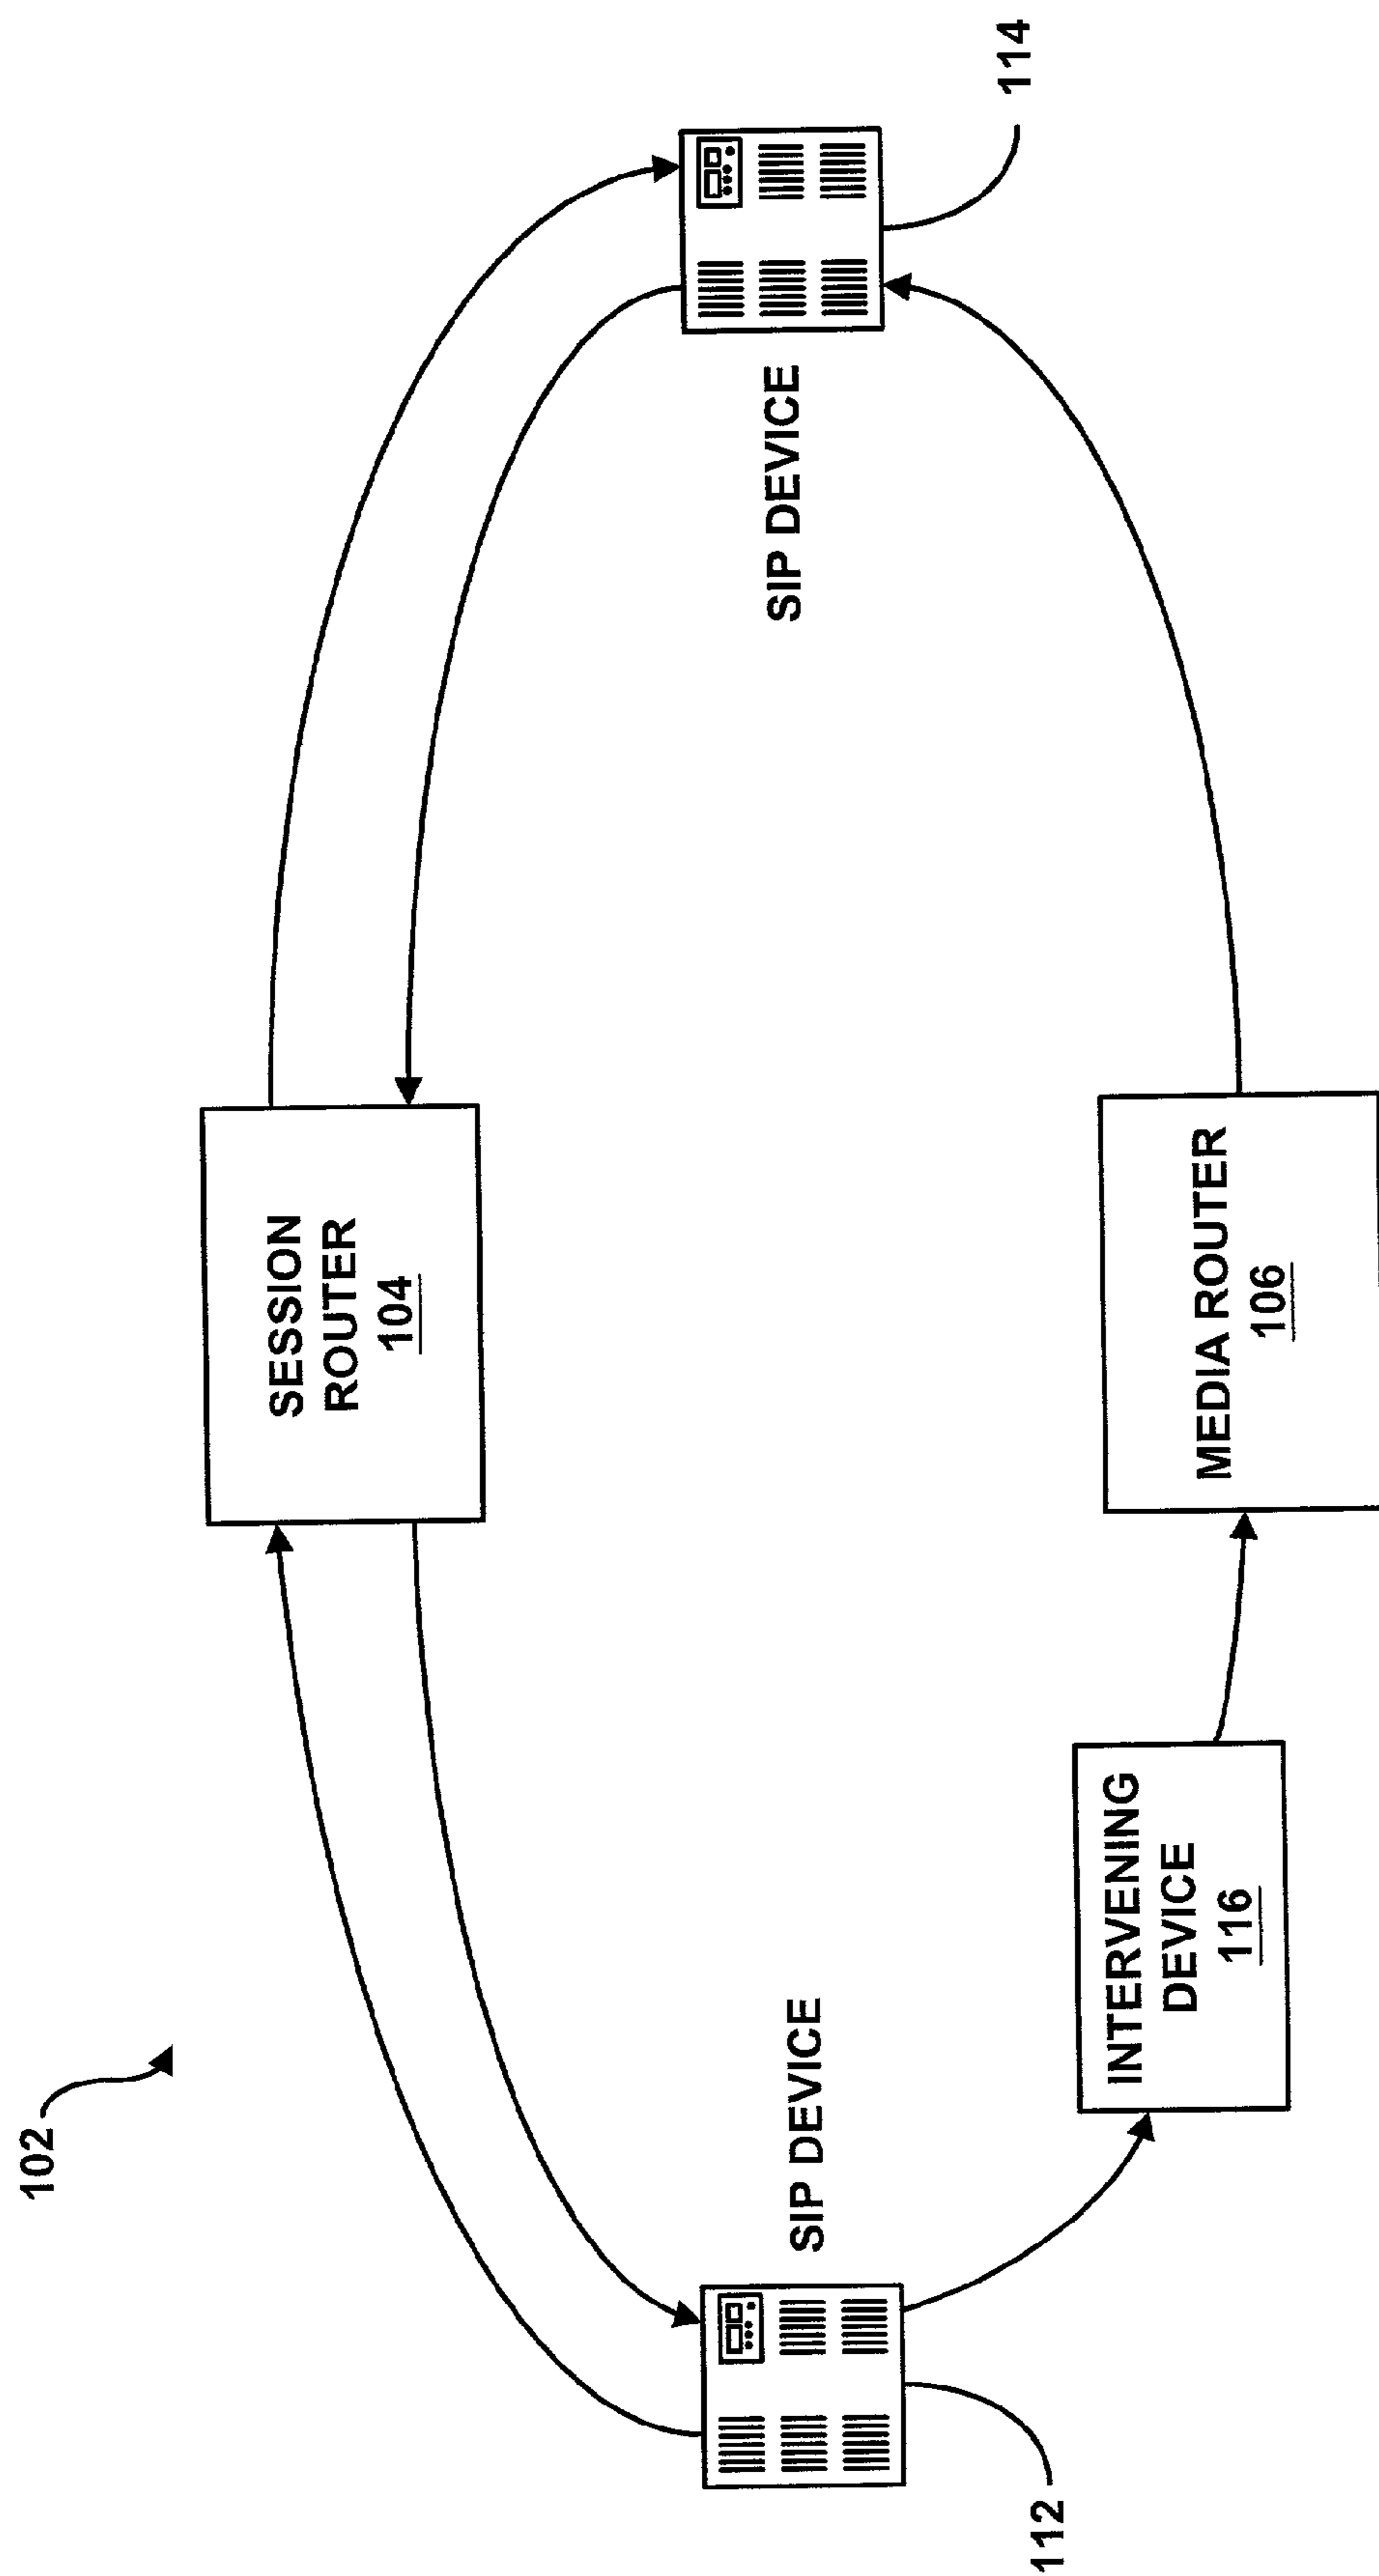 102
SESSION
ROUTER
104
SIP DEVICE
SIP DEVICE
114
112
INTERVENING
DEVICE
116
MEDIA ROUTER
106